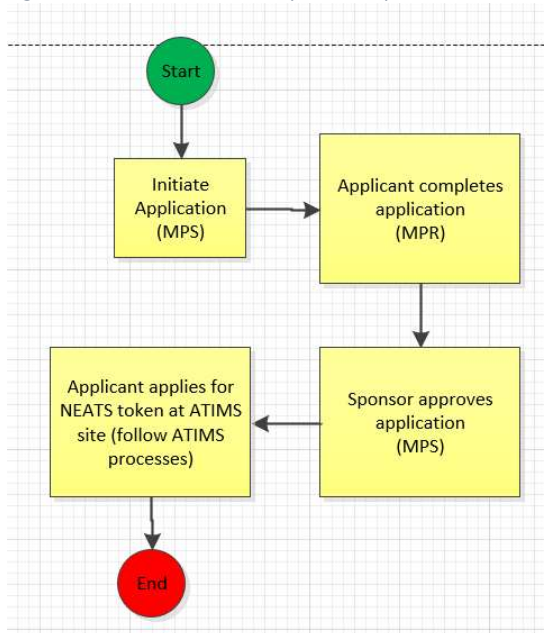 Start
Initiate
Application
(MPS)
Applicant completes
application
(MPR)
Sponsor approves
application
(MPS)
Applicant applies for
NEATS token at ATIMS
site (follow ATIMS
processes)
End